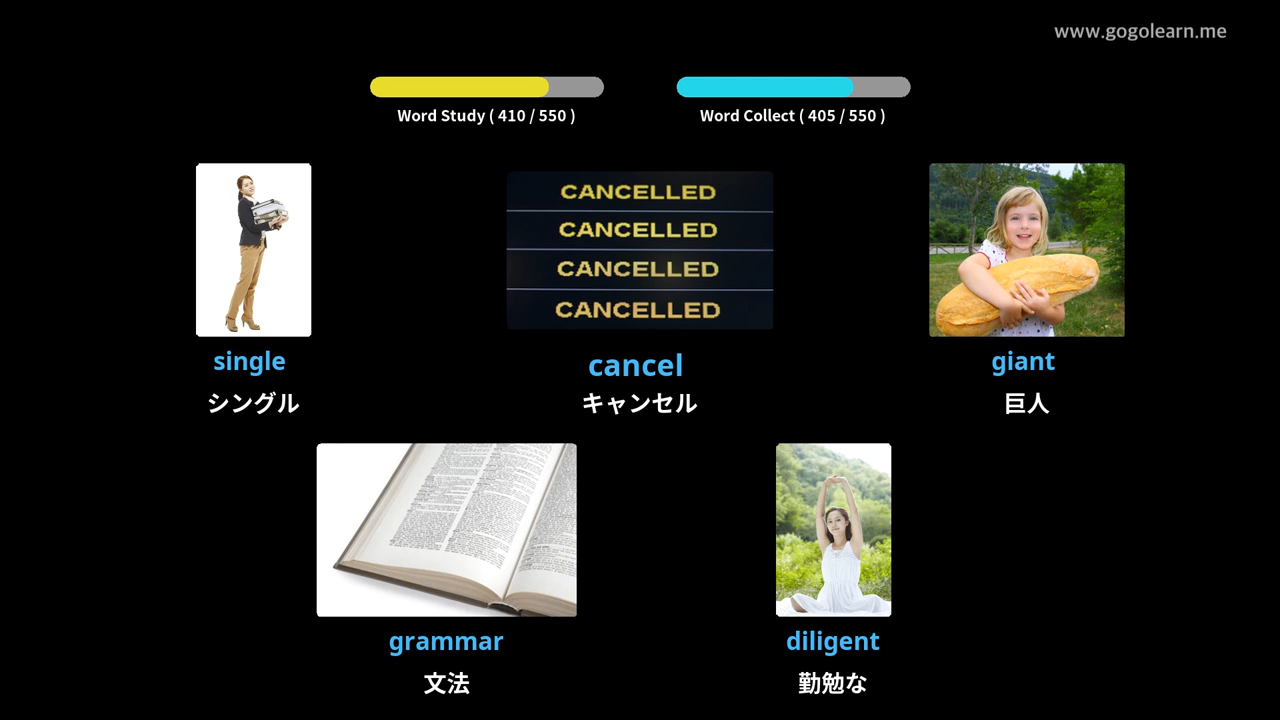 www.gogolearn.me
Word Study ( 410 / 550 )
Word Collect ( 405 / 550 )
CANCELLED
CANCELLED
CANCELLED
CANCELLED
single
cancel
giant
シングル
キャンセル
巨人
grammar
diligent
文法
勤勉な